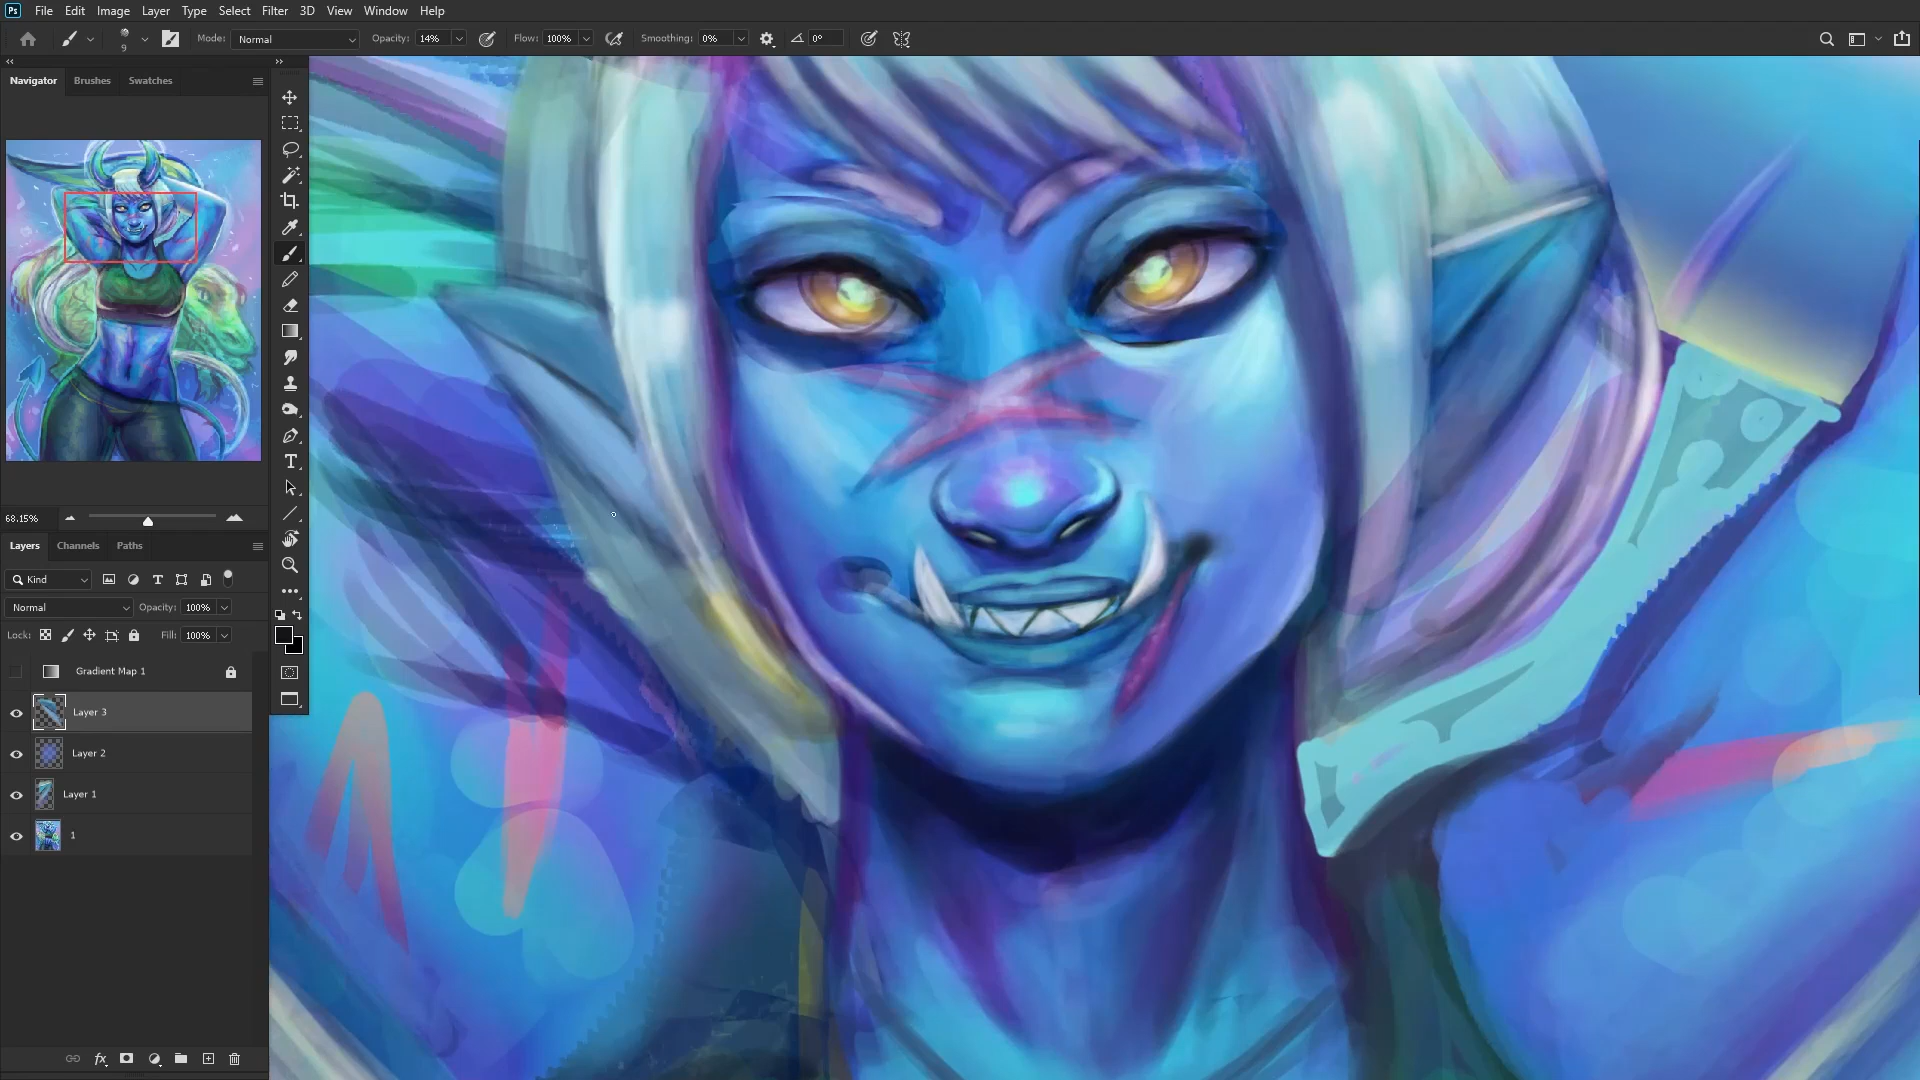 Ps File Edit Image Layer Type Select Filter 3D View Window Help
9 Mode: Normal Opacity: 14% Flow: 100% Smoothing: 0% 0°
Navigator Brushes Swatches
68.15%
Layers Channels Paths
Kind
Normal Opacity: 100%
Lock: Fill: 100%
Gradient Map 1
Layer 3
Layer 2
Layer 1
1
fx